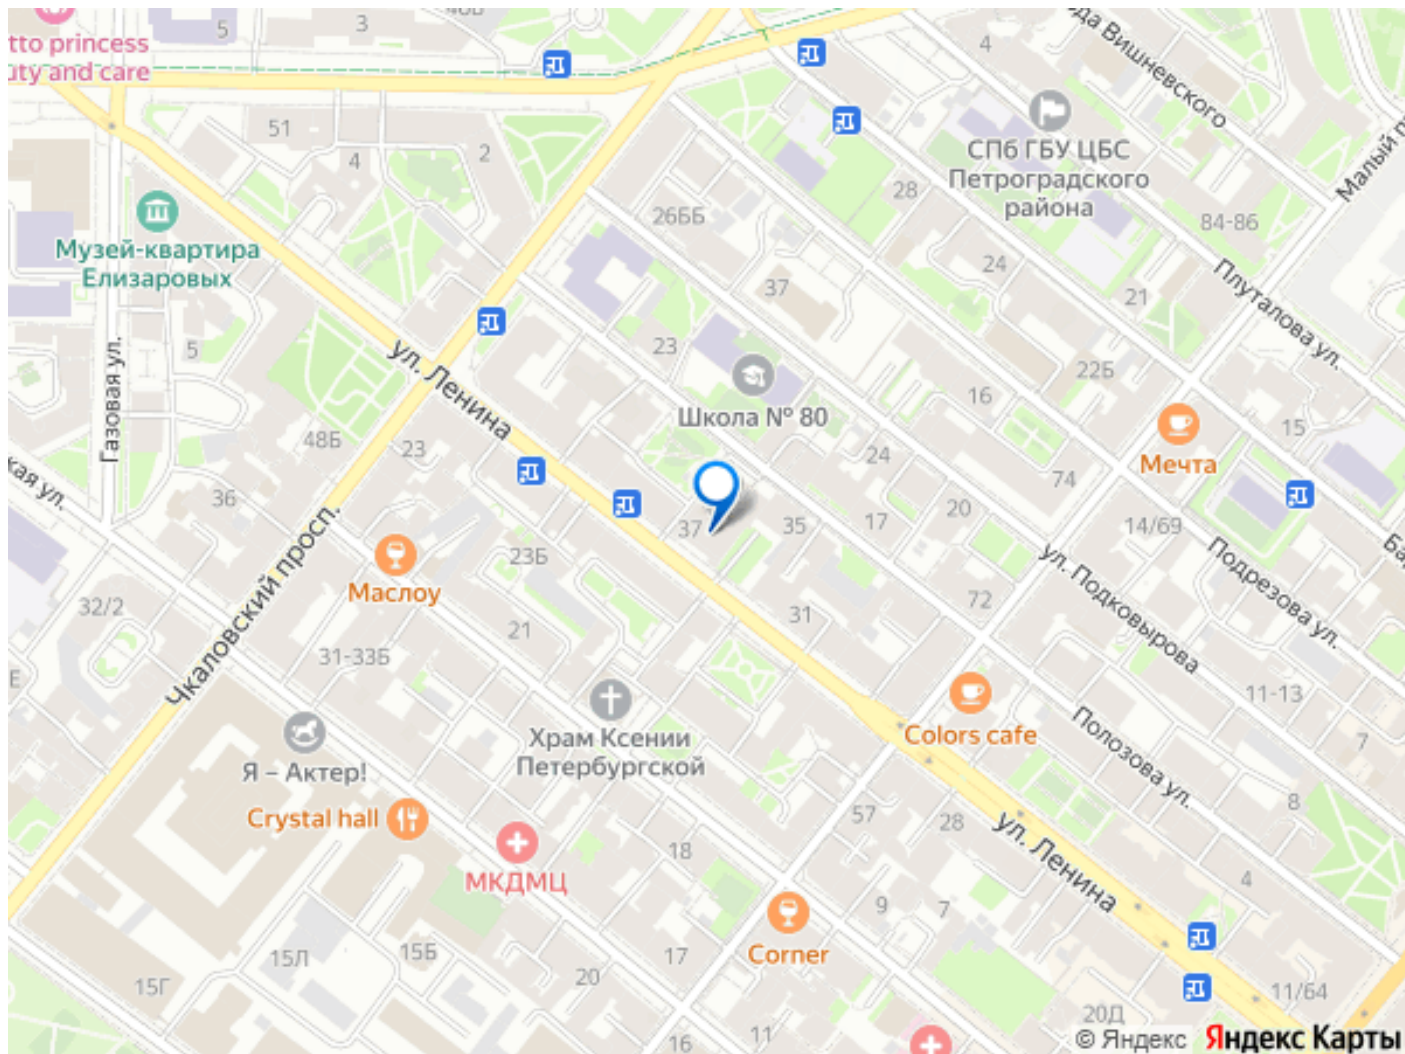 5
3
4
tto princess
uty and care
да Вишневского
51
4
2
СПб ГБУ ЦБС
Петроградского
района
Малый п
28
26ББ
84-86
Музей-квартира
Елизаровых
24
37
21
Плуталова ул.
5
23
22Б
ул. Ленина
Газовая ул.
16
Школа № 80
15
48Б
23
24
Мечта
кая ул.
36
74
20
17
14/69
37
35
Чкаловский просп.
23Б
Маслоу
Подрезова ул.
ул. Подковырова
32/2
72
31
21
31-33Б
Е
11-13
Colors cafe
Полозова ул.
Храм Ксении
Петербургской
7
Я – Актер!
8
Crystal hall
57
28
ул. Ленина
18
МКДМЦ
4
9
7
15Б
15Л
17
Corner
20
15Г
11/64
20Д
11
16
© Яндекс Яндекс Карты